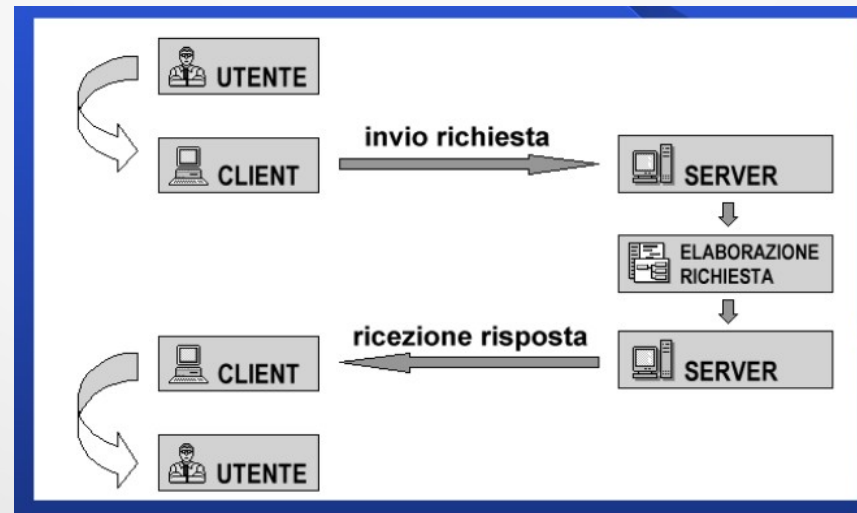 UTENTE
CLIENT
invio richiesta
SERVER
ELABORAZIONE
RICHIESTA
SERVER
ricezione risposta
CLIENT
UTENTE